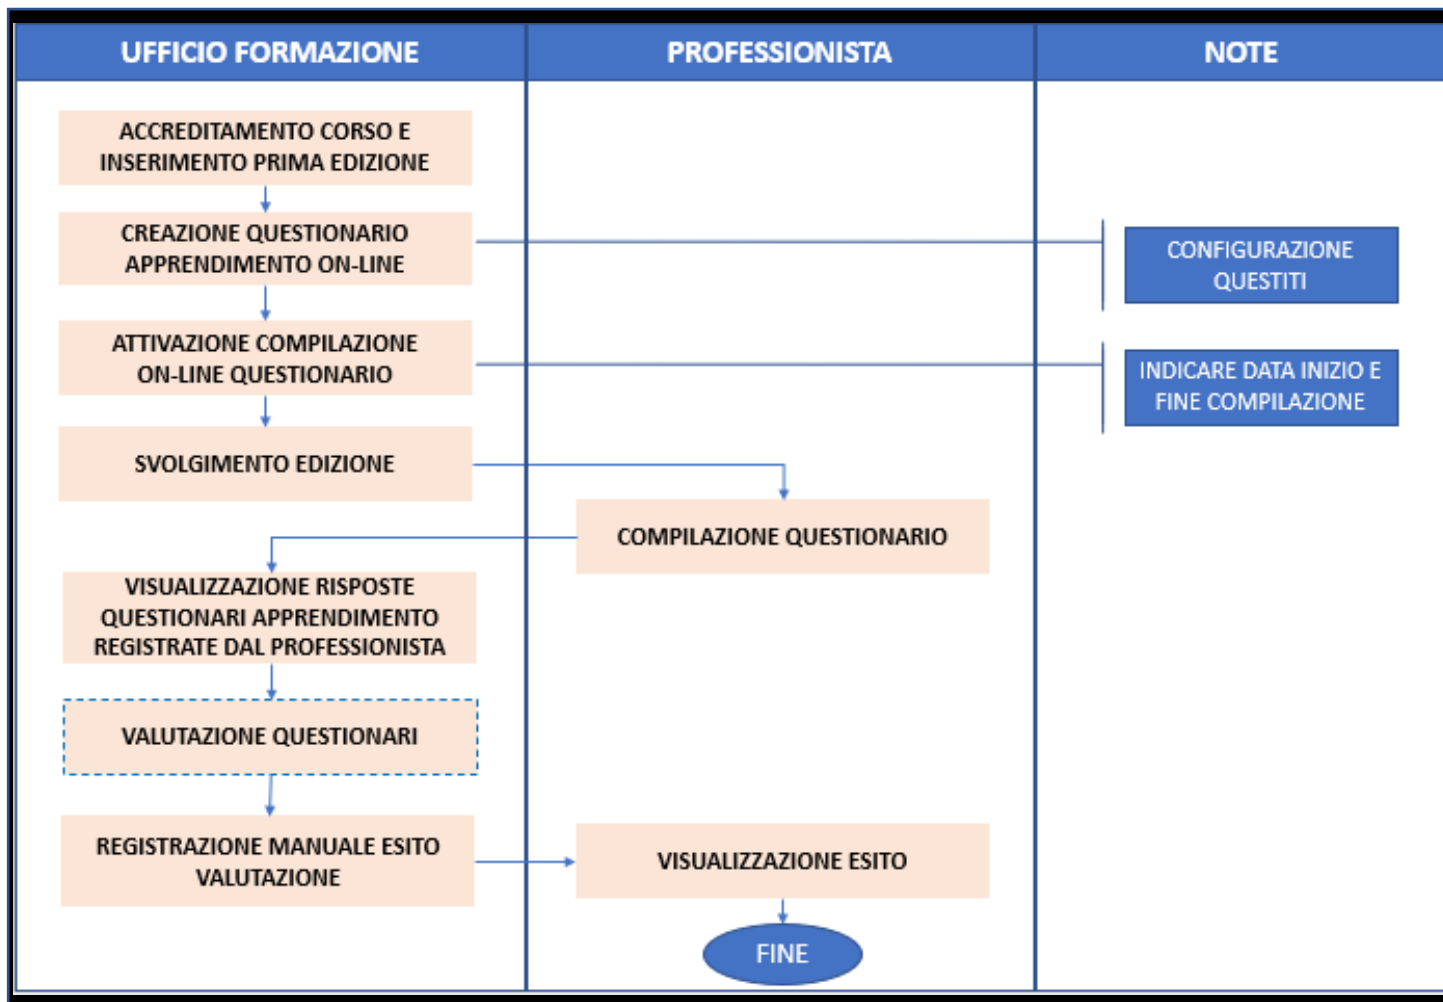 UFFICIO FORMAZIONE
PROFESSIONISTA
NOTE
ACCREDITAMENTO CORSO E
INSERIMENTO PRIMA EDIZIONE
CREAZIONE QUESTIONARIO
APPRENDIMENTO ON-LINE
CONFIGURAZIONE
QUESTITI
ATTIVAZIONE COMPILAZIONE
ON-LINE QUESTIONARIO
INDICARE DATA INIZIO E
FINE COMPILAZIONE
SVOLGIMENTO EDIZIONE
COMPILAZIONE QUESTIONARIO
VISUALIZZAZIONE RISPOSTE
QUESTIONARI APPRENDIMENTO
REGISTRATE DAL PROFESSIONISTA
VALUTAZIONE QUESTIONARI
REGISTRAZIONE MANUALE ESITO
VALUTAZIONE
VISUALIZZAZIONE ESITO
FINE